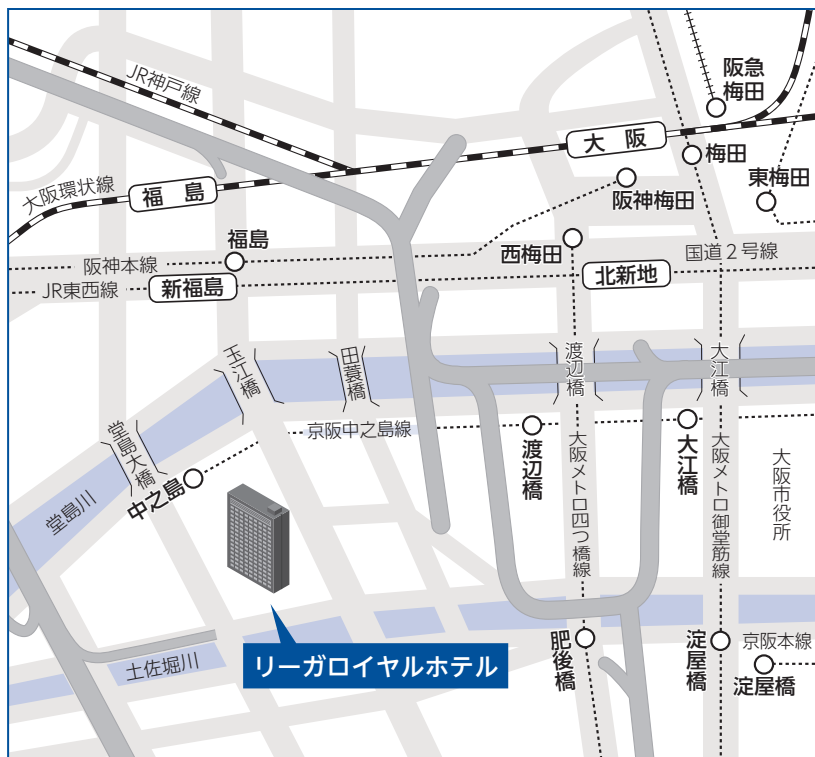 阪急
梅田
JR神戸線
大阪
梅田
大阪環状線
福島
阪神梅田
東梅田
福島
西梅田
国道2号線
阪神本線
JR東西線
新福島
北新地
玉江橋
田蓑橋
渡辺橋
大江橋
堂島大橋
京阪中之島線
渡辺橋
大江橋
中之島
堂島川
大阪メトロ四つ橋線
大阪メトロ御堂筋線
大阪市役所
リーガロイヤルホテル
土佐堀川
肥後橋
淀屋橋
京阪本線
淀屋橋